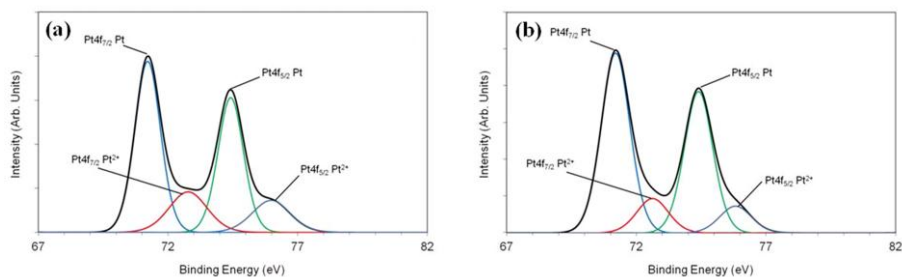 (a)
Pt4f7/2 Pt
Pt4f5/2 Pt
Pt4f7/2 Pt2+
Pt4f5/2 Pt2+
Intensity (Arb. Units)
67
72
77
82
Binding Energy (eV)
(b)
Pt4f7/2 Pt
Pt4f5/2 Pt
Pt4f7/2 Pt2+
Pt4f5/2 Pt2+
Intensity (Arb. Units)
67
72
77
82
Binding Energy (eV)